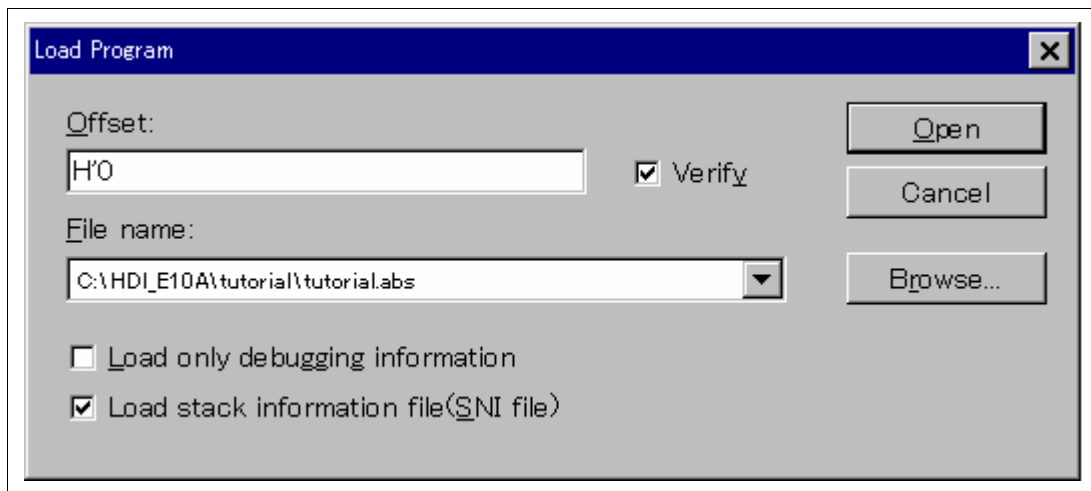 Load Program
Offset:
H'0
Verify
Open
Cancel
File name:
C:\HDI_E10A\tutorial\tutorial.abs
Browse...
Load only debugging information
Load stack information file(SNI file)